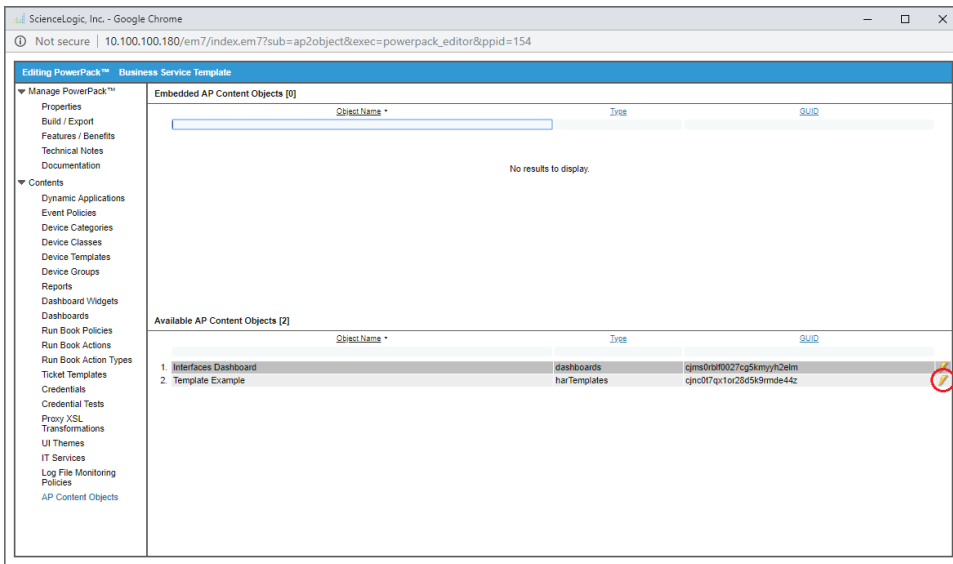 ScienceLogic, Inc. - Google Chrome
Not secure | 10.100.100.180/em7/index.em7?sub=ap2object&exec=powerpack_editor&ppid=154
Editing PowerPack™ Business Service Template
Manage PowerPack™
Properties
Build / Export
Features / Benefits
Technical Notes
Documentation
Contents
Dynamic Applications
Event Policies
Device Categories
Device Classes
Device Templates
Device Groups
Reports
Dashboard Widgets
Dashboards
Run Book Policies
Run Book Actions
Run Book Action Types
Ticket Templates
Credentials
Credential Tests
Proxy XSL
Transformations
UI Themes
IT Services
Log File Monitoring
Policies
AP Content Objects
Embedded AP Content Objects [0]
Object Name Type GUID
No results to display.
Available AP Content Objects [2]
Object Name Type GUID
1. Interfaces Dashboard dashboards cjms0rblf0027cg5kmyyh2elm
2. Template Example harTemplates cjnc0t7qx1or28d5k9rmde44z